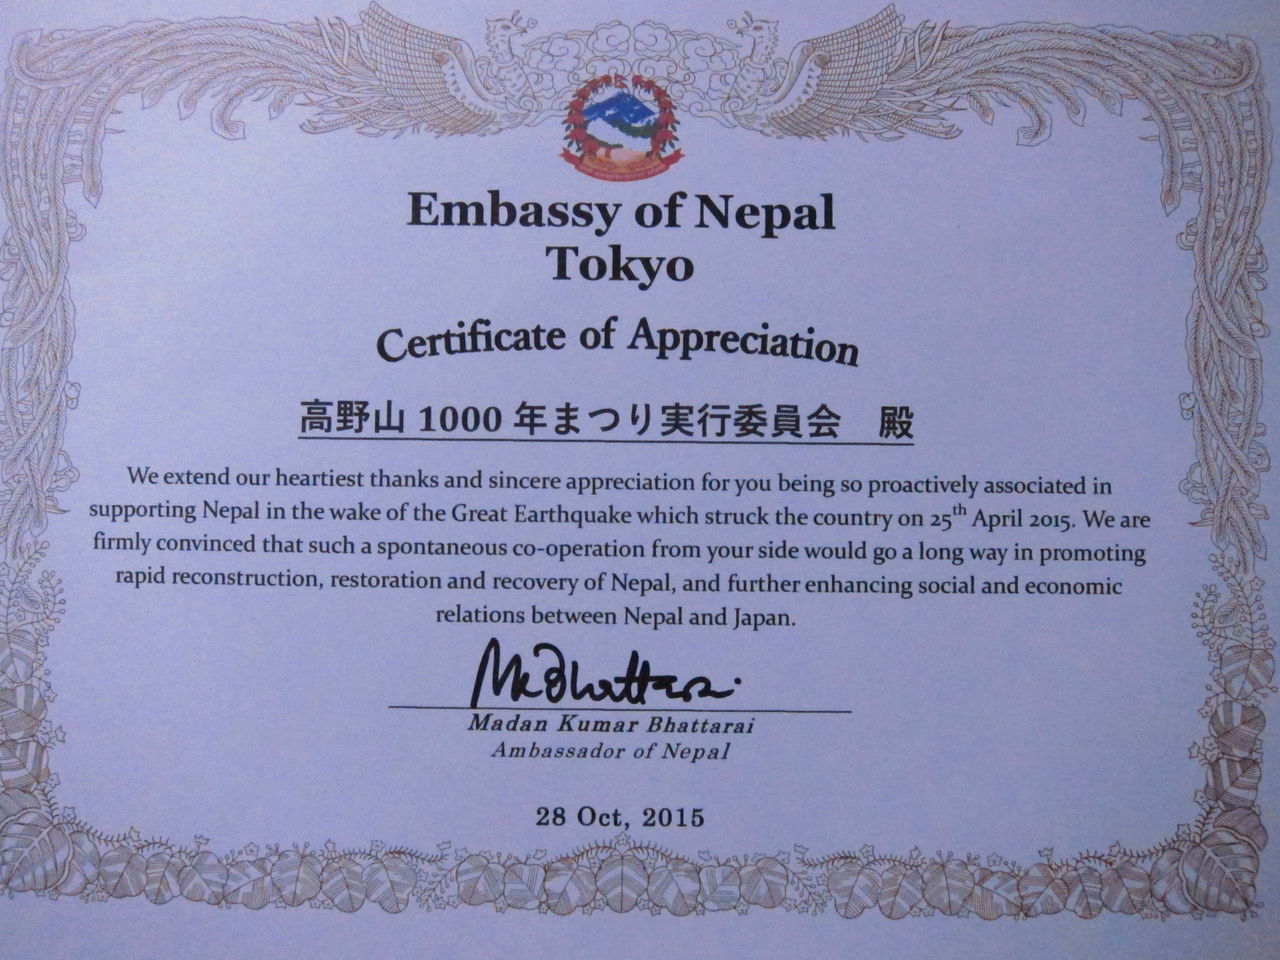 Embassy of Nepal
Tokyo
Certificate of Appreciation
高野山 1000 年まつり実行委員会　殿
We extend our heartiest thanks and sincere appreciation for you being so proactively associated in
supporting Nepal in the wake of the Great Earthquake which struck the country on 25th April 2015. We are
firmly convinced that such a spontaneous co-operation from your side would go a long way in promoting
rapid reconstruction, restoration and recovery of Nepal, and further enhancing social and economic
relations between Nepal and Japan.
Madan Kumar Bhattarai
Ambassador of Nepal
28 Oct, 2015